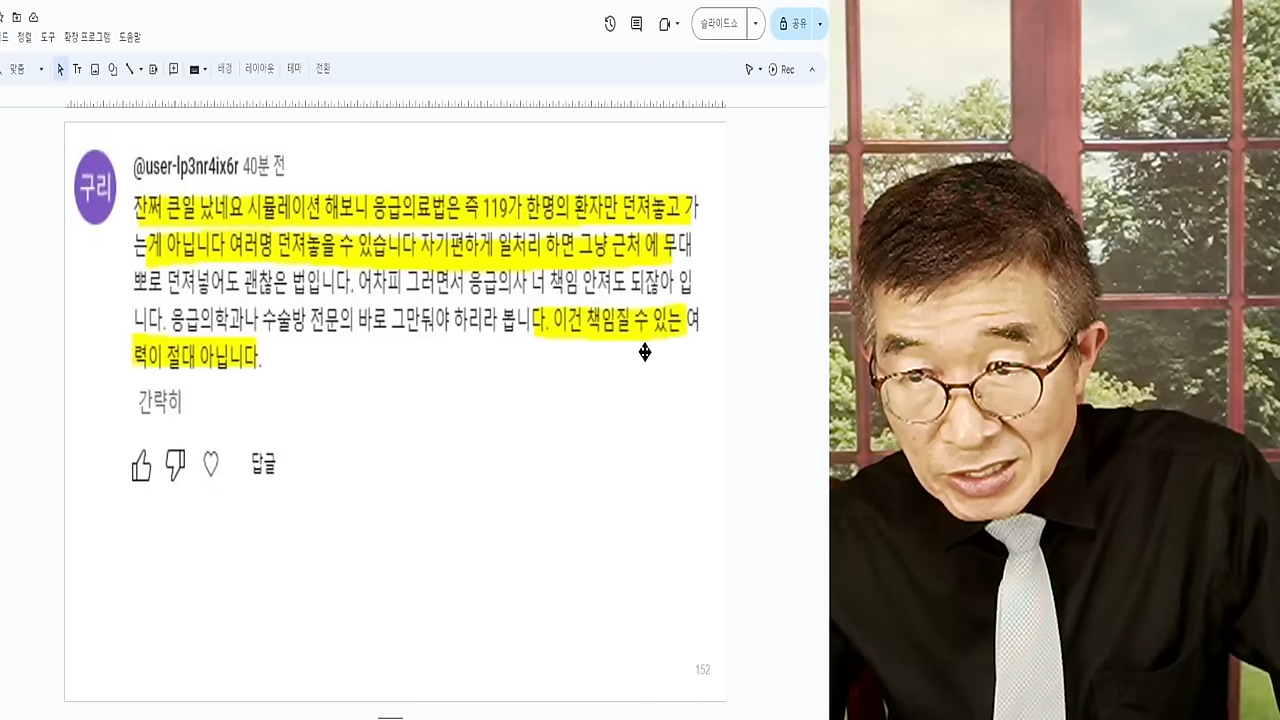 드 정렬 도구 확장 프로그램 도움말
슬라이드쇼
공유
맞춤
Tт
배경 레이아웃 테마 전환
Rec
구리
@user-lp3nr4ix6r 40분 전
잔쩌 큰일 났네요 시뮬레이션 해보니 응급의료법은 즉 119가 한명의 환자만 던져놓고 가
는게 아닙니다 여러명 던져놓을 수 있습니다 자기편하게 일처리 하면 그냥 근처 에 무대
뽀로 던져넣어도 괜찮은 법입니다. 어차피 그러면서 응급의사 너 책임 안져도 되잖아 입
니다. 응급의학과나 수술방 전문의 바로 그만둬야 하리라 봅니다. 이건 책임질 수 있는 여
력이 절대 아닙니다.
간략히
답글
152